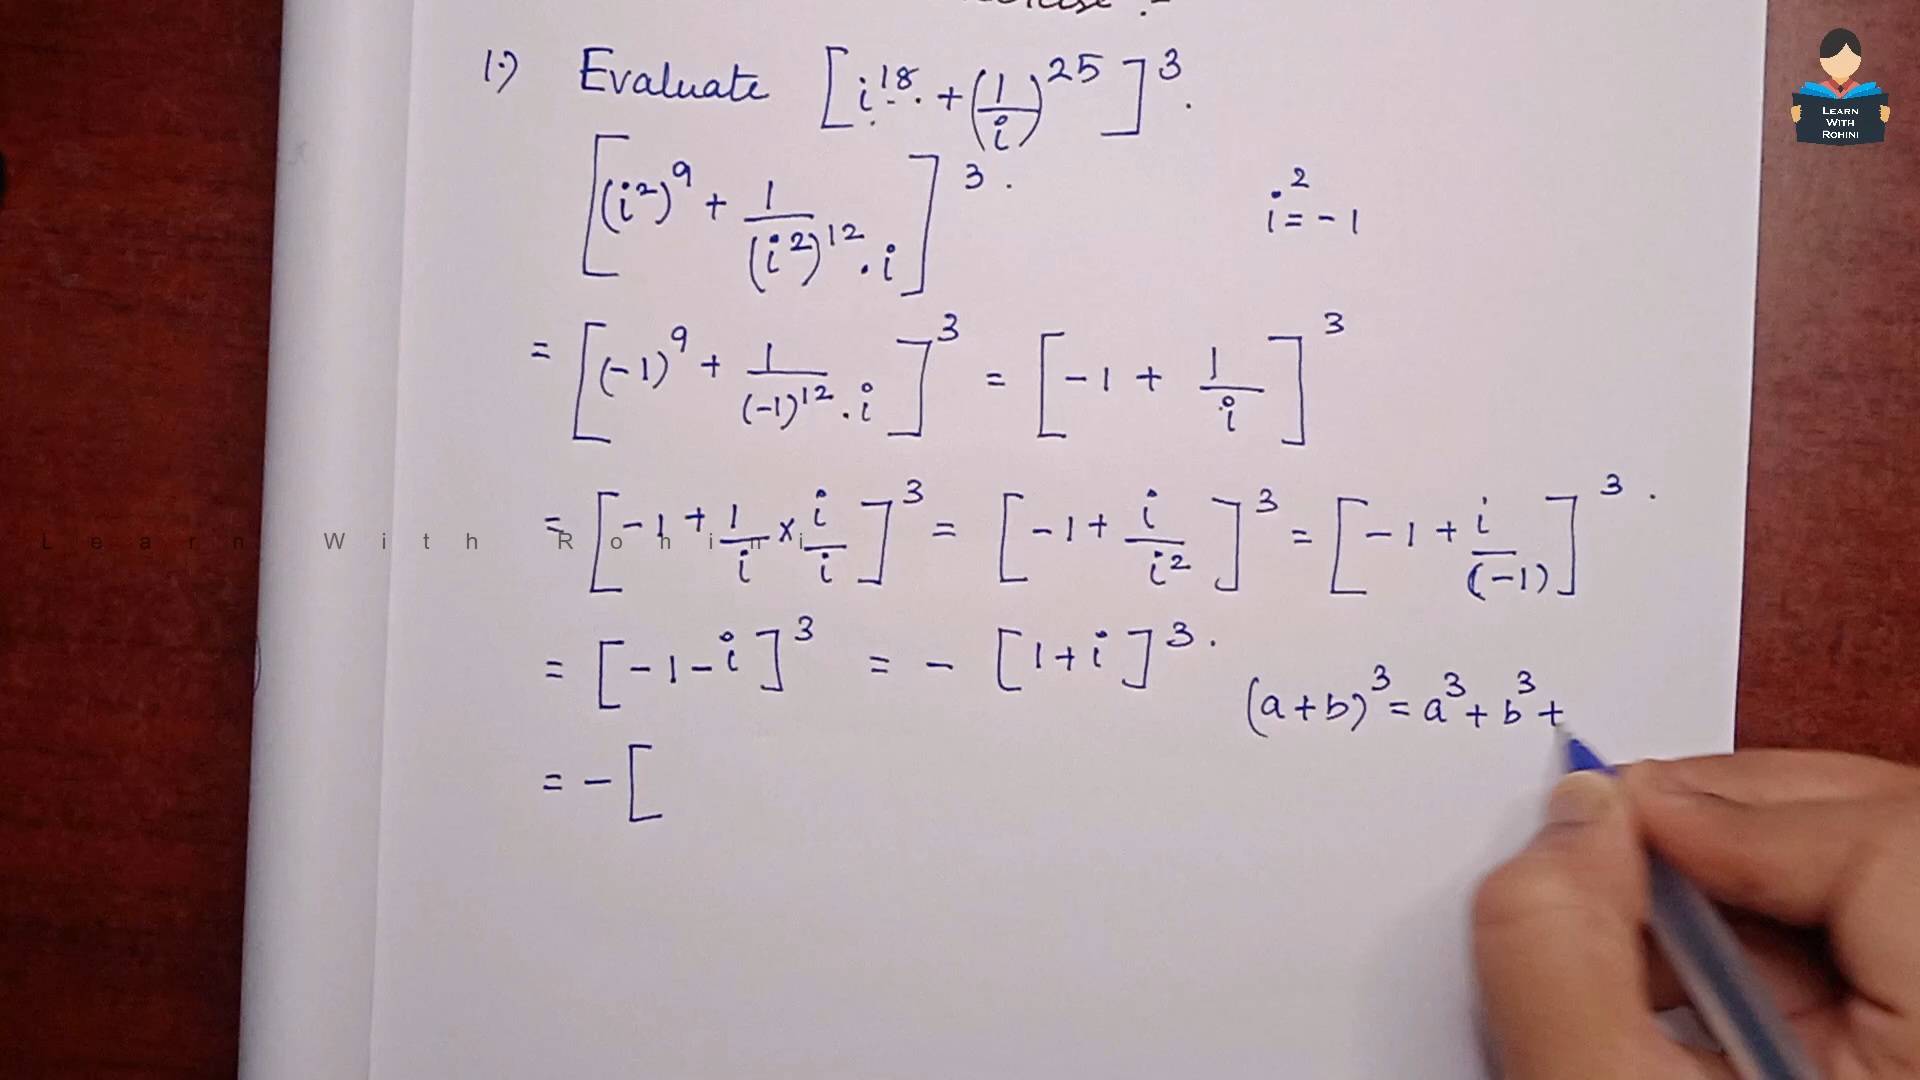 1.) Evaluate [i^18 + (1/i)^25]^3.
[(i^2)^9 + 1/((i^2)^12 . i)]^3.
i^2 = -1
= [(-1)^9 + 1/((-1)^12 . i)]^3 = [-1 + 1/i]^3
= [-1 + 1/i × i/i]^3 = [-1 + i/i^2]^3 = [-1 + i/(-1)]^3.
= [-1 - i]^3 = - [1+i]^3.
(a+b)^3 = a^3 + b^3 +
= - [
LEARN
WITH
ROHINI
Learn With Rohini